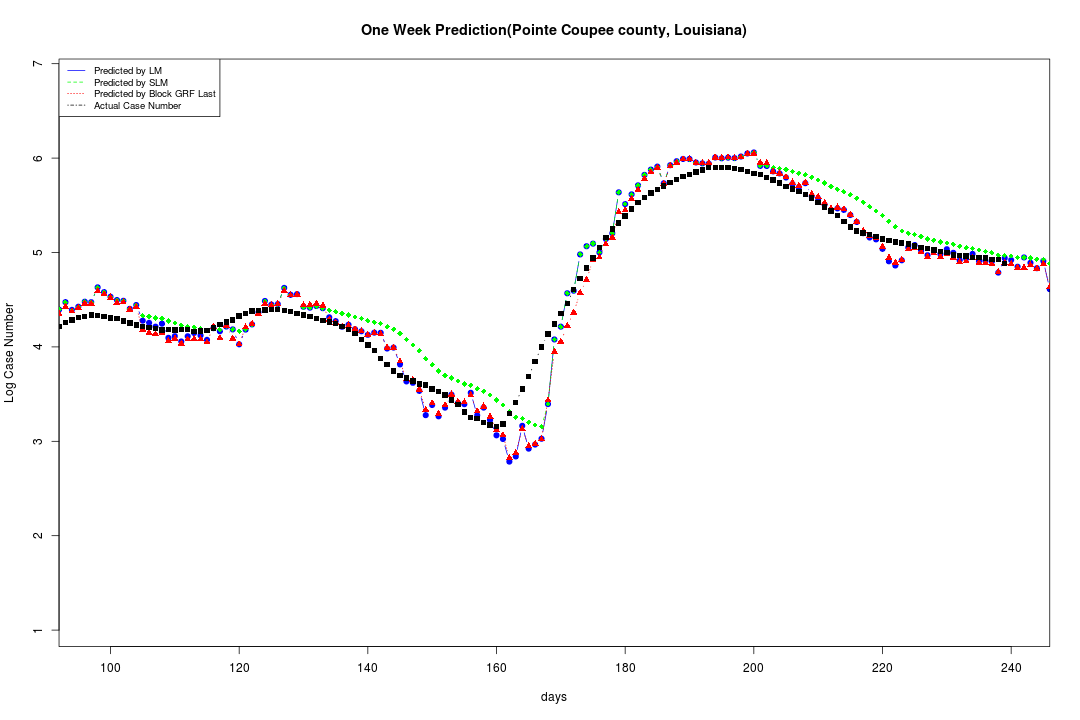 One Week Prediction(Pointe Coupee county, Louisiana)
Predicted by LM
Predicted by SLM
Predicted by Block GRF Last
Actual Case Number
7
6
5
4
3
2
1
Log Case Number
100 120 140 160 180 200 220 240
days